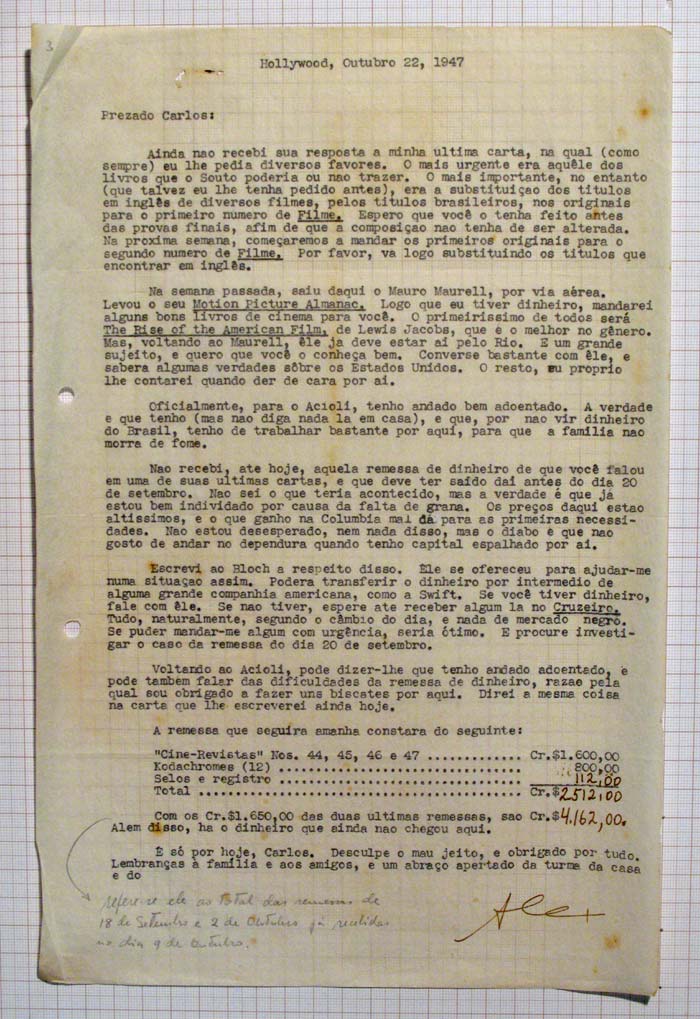 3
Hollywood, Outubro 22, 1947
Prezado Carlos:
Ainda nao recebi sua resposta a minha ultima carta, na qual (como
sempre) eu lhe pedia diversos favores. O mais urgente era aquêle dos
livros que o Souto poderia ou nao trazer. O mais importante, no entanto
(que talvez eu lhe tenha pedido antes), era a substituiçao dos titulos
em inglês de diversos filmes, pelos titulos brasileiros, nos originais
para o primeiro numero de Filme. Espero que você o tenha feito antes
das provas finais, afim de que a composiçao nao tenha de ser alterada.
Na proxima semana, começaremos a mandar os primeiros originais para o
segundo numero de Filme. Por favor, va logo substituindo os titulos que
encontrar em inglês.
Na semana passada, saiu daqui o Mauro Maurell, por via aérea.
Levou o seu Motion Picture Almanac. Logo que eu tiver dinheiro, mandarei
alguns bons livros de cinema para você. O primeirissimo de todos será
The Rise of the American Film, de Lewis Jacobs, que é o melhor no gênero.
Mas, voltando ao Maurell, êle ja deve estar ai pelo Rio. E um grande
sujeito, e quero que você o conheça bem. Converse bastante com êle, e
sabera algumas verdades sôbre os Estados Unidos. O resto, eu proprio
lhe contarei quando der de cara por ai.
Oficialmente, para o Acioli, tenho andado bem adoentado. A verdade
e que tenho (mas nao diga nada la em casa), e que, por nao vir dinheiro
do Brasil, tenho de trabalhar bastante por aqui, para que a familia nao
morra de fome.
Nao recebi, ate hoje, aquela remessa de dinheiro de que você falou
em uma de suas ultimas cartas, e que deve ter saído dai antes do dia 20
de setembro. Nao sei o que teria acontecido, mas a verdade é que já
estou bem individado por causa da falta de grana. Os preços daqui estao
altissimos, e o que ganho na Columbia mal dá para as primeiras necessi-
dades. Nao estou desesperado, nem nada disso, mas o diabo é que nao
gosto de andar no dependura quando tenho capital espalhado por ai.
Escrevi ao Bloch a respeito disso. Ele se ofereceu para ajudar-me
numa situaçao assim. Podera transferir o dinheiro por intermedio de
alguma grande companhia americana, como a Swift. Se você tiver dinheiro,
fale com êle. Se nao tiver, espere ate receber algum la no Cruzeiro.
Tudo, naturalmente, segundo o câmbio do dia, e nada de mercado negro.
Se puder mandar-me algum com urgência, seria ótimo. E procure investi-
gar o caso da remessa do dia 20 de setembro.
Voltando ao Acioli, pode dizer-lhe que tenho andado adoentado, e
pode tambem falar das dificuldades da remessa de dinheiro, razao pela
qual sou obrigado a fazer uns biscates por aqui. Direi a mesma coisa
na carta que lhe escreverei ainda hoje.
A remessa que seguira amanha constara do seguinte:
"Cine-Revistas" Nos. 44, 45, 46 e 47 ............. Cr.$1.600,00
Kodachromes (12) .................................. 800,00
Selos e registro .................................. 112,00
Total ............................................. Cr.$2512,00
Com os Cr.$1.650,00 das duas ultimas remessas, sao Cr.$4.162,00.
Alem disso, ha o dinheiro que ainda nao chegou aqui.
É só por hoje, Carlos. Desculpe o mau jeito, e obrigado por tudo.
Lembranças à familia e aos amigos, e um abraço apertado da turma da casa
e do
Alex
refere-se ele ao total das remessas de
18 de Setembro e 2 de Outubro já recebidas
no dia 9 de Outubro.